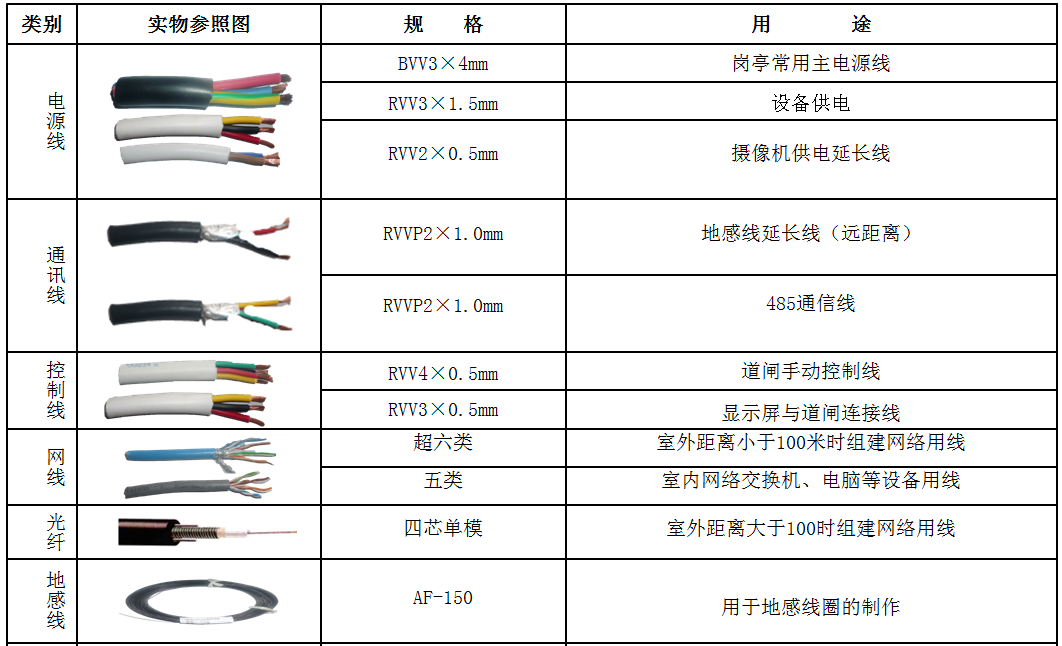 类别 实物参照图 规 格 用 途
电源线 BVV3×4mm 岗亭常用主电源线
RVV3×1.5mm 设备供电
RVV2×0.5mm 摄像机供电延长线
通讯线 RVVP2×1.0mm 地感线延长线（远距离）
RVVP2×1.0mm 485通信线
控制线 RVV4×0.5mm 道闸手动控制线
RVV3×0.5mm 显示屏与道闸连接线
网线 超六类 室外距离小于100米时组建网络用线
五类 室内网络交换机、电脑等设备用线
光纤 四芯单模 室外距离大于100时组建网络用线
地感线 AF-150 用于地感线圈的制作